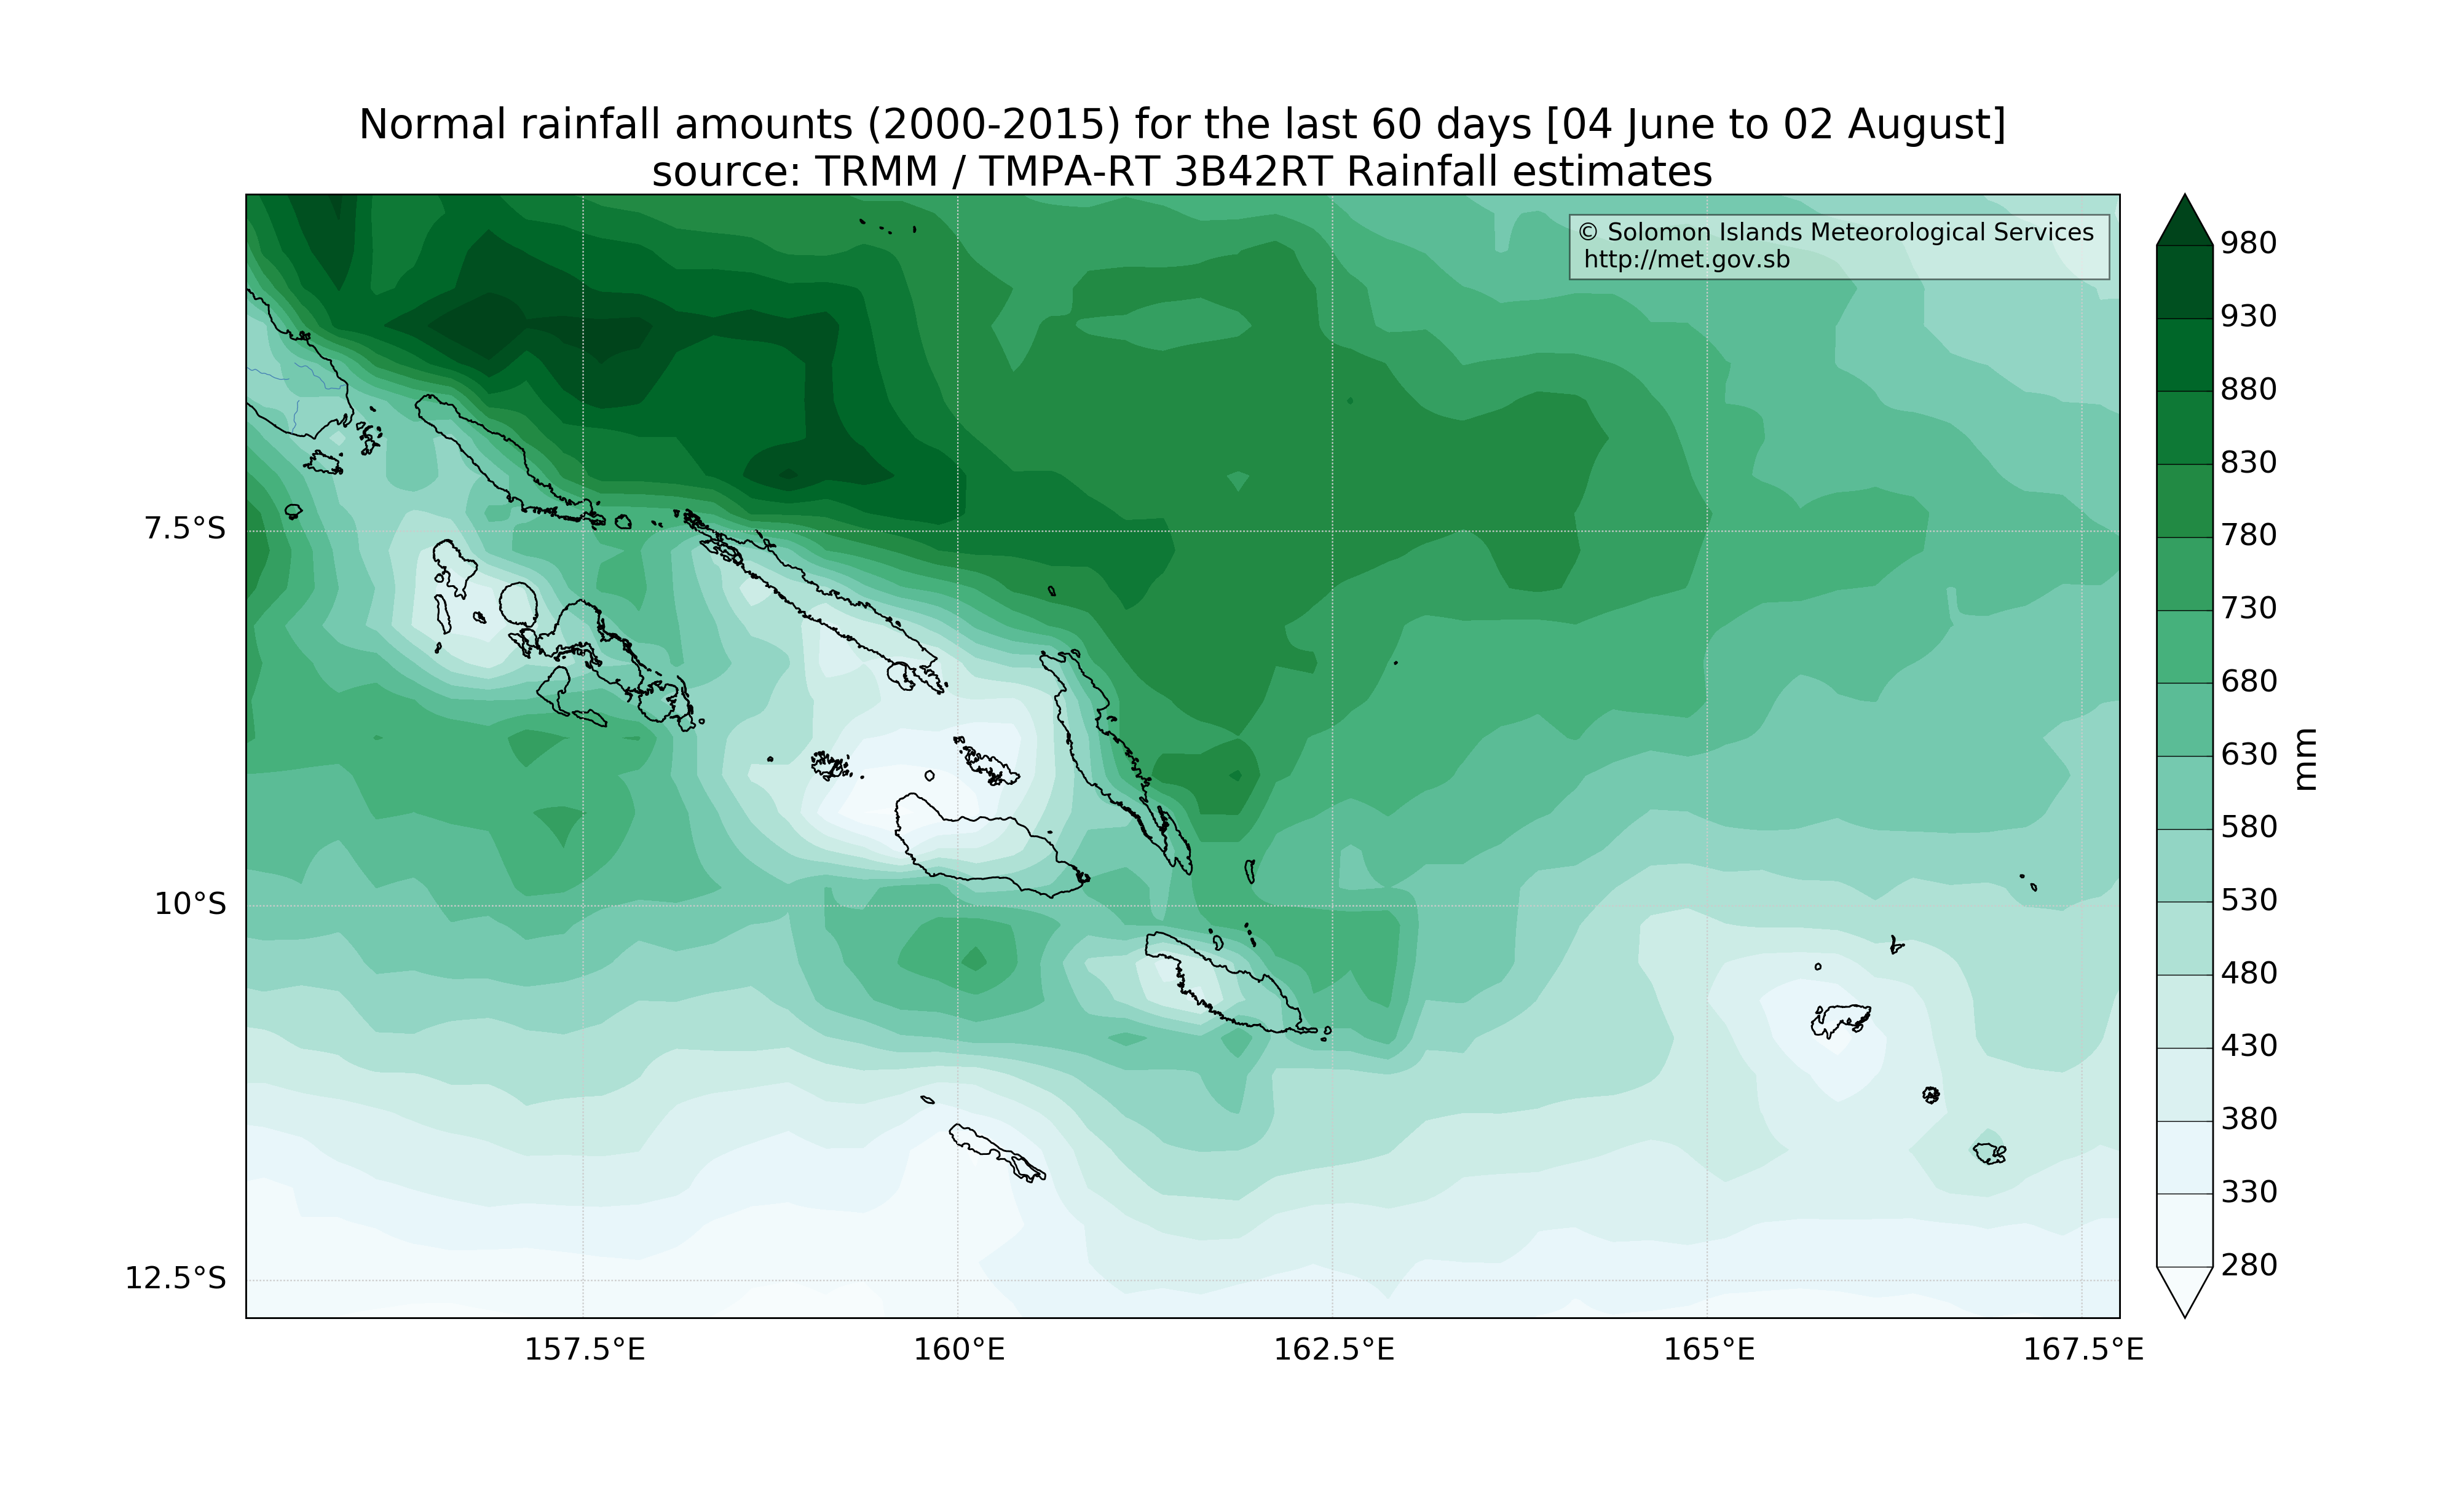 Normal rainfall amounts (2000-2015) for the last 60 days [04 June to 02 August]
source: TRMM / TMPA-RT 3B42RT Rainfall estimates
© Solomon Islands Meteorological Services
http://met.gov.sb
980
930
880
830
780
730
680
630
580
530
480
430
380
330
280
mm
7.5°S
10°S
12.5°S
157.5°E
160°E
162.5°E
165°E
167.5°E